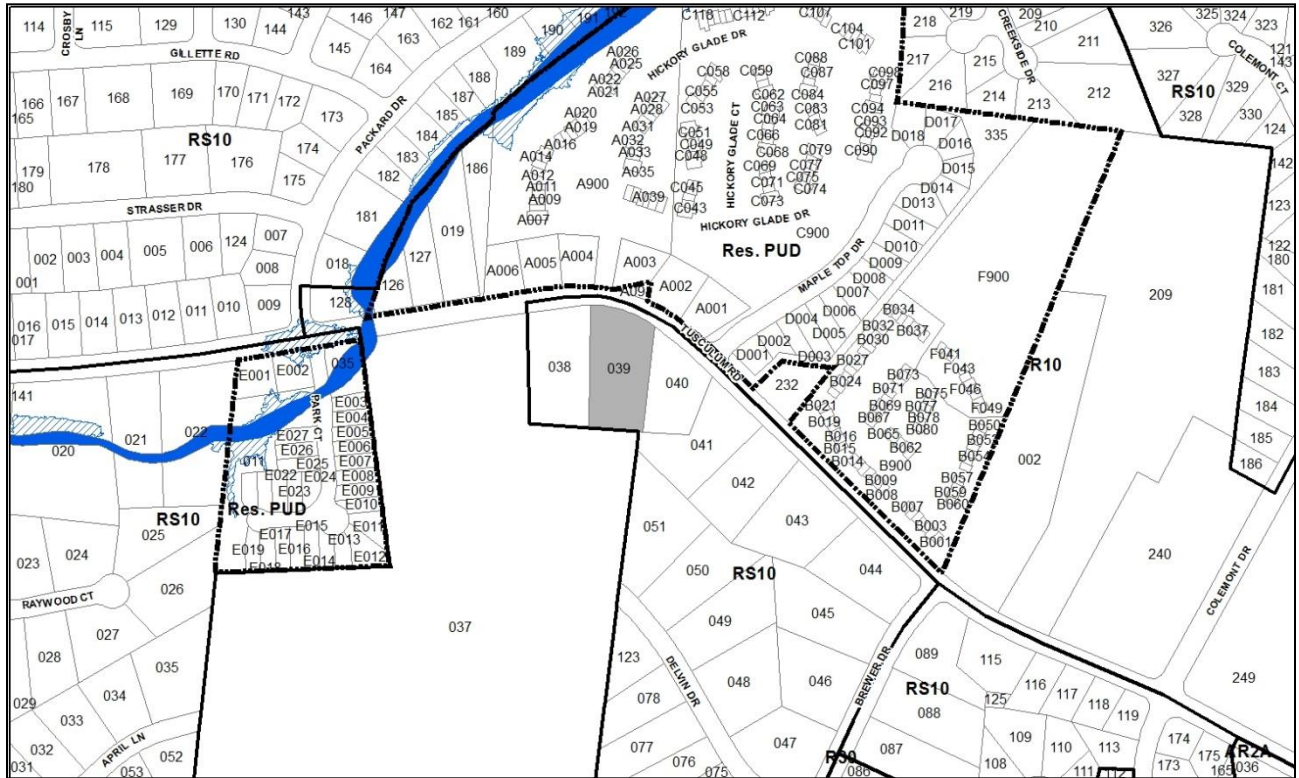 114
CROSBY LN
115
129
130
143
144
146
147
162
161
160
190
191
192
C118
C112
C107
C104
C101
218
219
CREEKSIDE DR
209
210
211
326
325
324
323
121
143
GILLETTE RD
145
163
164
189
A026
A025
HICKORY GLADE DR
C058
C059
C088
C087
C098
C097
217
215
216
214
213
212
327
RS10
328
329
330
COLEMONT CT
124
166
165
167
168
169
170
171
172
173
PACKARD DR
188
187
185
184
A022
A021
A027
A028
C055
C053
C062
C063
C064
C084
C083
C081
C094
C093
C092
C090
D017
D018
335
D016
D015
D014
D013
RS10
179
180
178
177
176
174
175
183
182
186
A020
A019
A016
A014
A012
A011
A009
A007
A031
A032
A033
A035
A039
A900
C051
C049
C048
C045
C043
HICKORY GLADE CT
C066
C068
C069
C071
C073
C079
C077
C075
C074
142
123
122
180
STRASSER DR
181
019
HICKORY GLADE DR
C900
Res. PUD
D011
D010
D009
D008
D007
MAPLE TOP DR
F900
209
001
002
003
004
005
006
124
007
008
009
018
127
126
128
A006
A005
A004
A003
A002
A001
A09
181
182
183
184
185
186
016
017
015
014
013
012
011
010
TUSCULUM RD
D006
D004
D005
D002
D001
D003
B034
B032
B030
B037
B027
B024
232
F041
F043
F046
F049
R10
141
020
021
022
E001
E002
035
038
039
040
041
B073
B071
B075
B069
B077
B067
B078
B065
B080
B062
B021
B019
B016
B015
B014
B900
B009
B008
B007
B003
B001
B050
B054
B057
B059
B060
002
PARK CT
E003
E004
E005
E006
E007
E008
E009
E010
E011
E012
E027
E026
E025
E024
E022
E023
011
Res. PUD
E015
E017
E016
E013
E014
E019
E018
RS10
023
024
025
026
RAYWOOD CT
027
028
029
035
034
033
032
031
APRIL LN
052
053
037
042
043
044
051
050
049
RS10
045
046
048
047
123
078
077
076
075
DELVIN DR
BREWER DR
240
COLEMONT DR
249
089
RS10
088
087
086
R30
115
125
116
117
118
119
109
108
110
111
113
112
174
173
175
165
036
AR2A